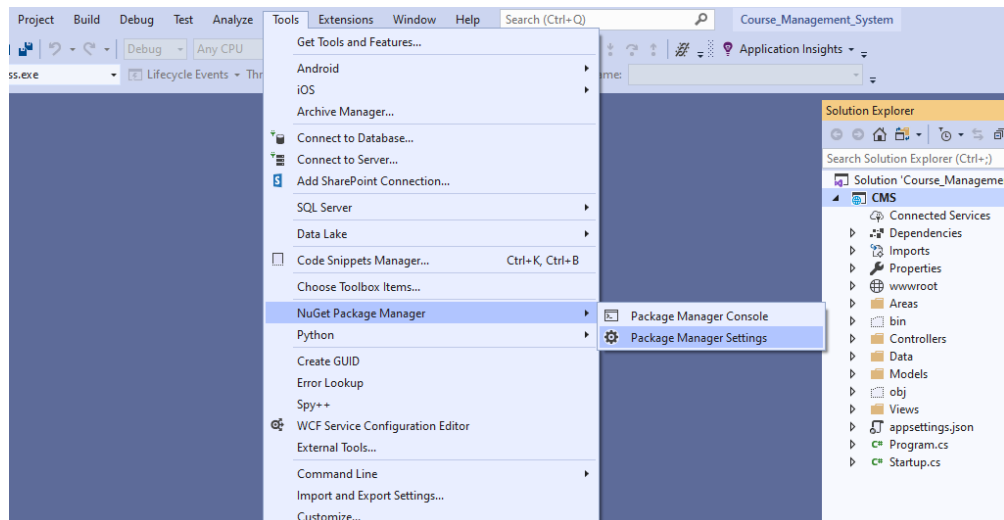 Project Build Debug Test Analyze Tools Extensions Window Help Search (Ctrl+Q) Course_Management_System
Debug Any CPU Application Insights
ss.exe Lifecycle Events Thr ame:
Get Tools and Features...
Android
iOS
Archive Manager...
Connect to Database...
Connect to Server...
Add SharePoint Connection...
SQL Server
Data Lake
Code Snippets Manager... Ctrl+K, Ctrl+B
Choose Toolbox Items...
NuGet Package Manager
Python
Create GUID
Error Lookup
Spy++
WCF Service Configuration Editor
External Tools...
Command Line
Import and Export Settings...
Customize...
Package Manager Console
Package Manager Settings
Solution Explorer
Search Solution Explorer (Ctrl+;)
Solution 'Course_Manageme
CMS
Connected Services
Dependencies
Imports
Properties
wwwroot
Areas
bin
Controllers
Data
Models
obj
Views
appsettings.json
C# Program.cs
C# Startup.cs